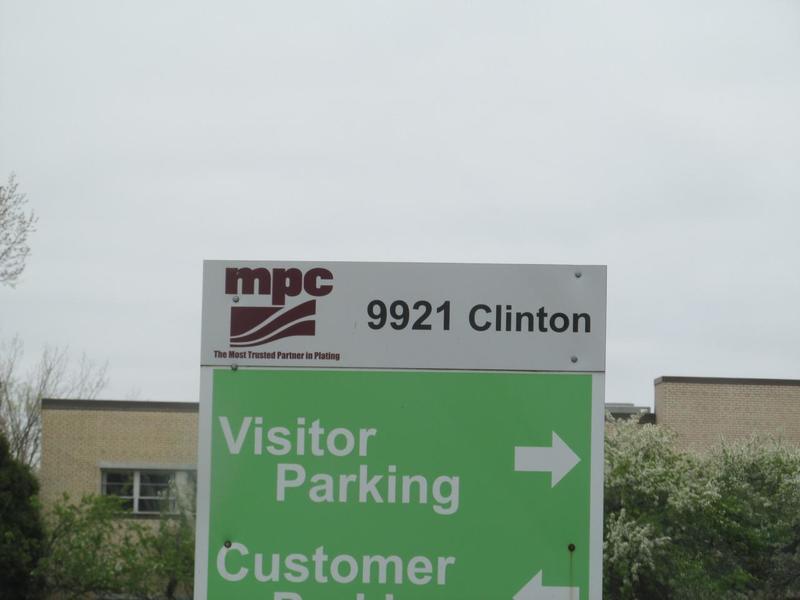 mpc
9921 Clinton
The Most Trusted Partner in Plating
Visitor
Parking
Customer